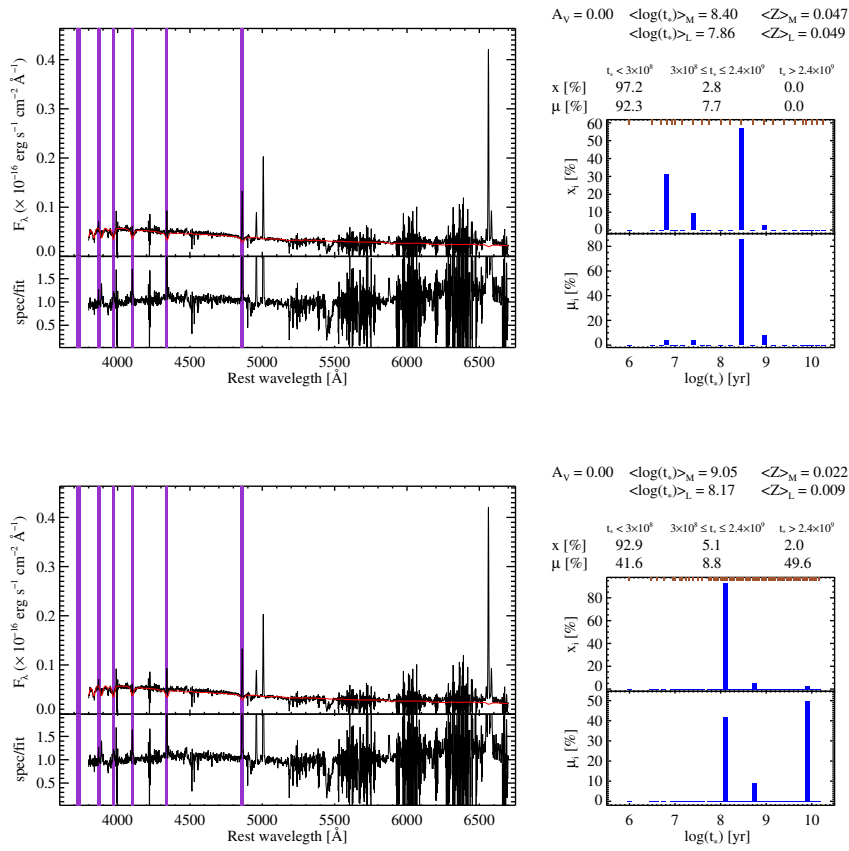 A_V = 0.00 <log(t_*)>_M = 8.40 <Z>_M = 0.047
<log(t_*)>_L = 7.86 <Z>_L = 0.049
t_* < 3×10^8 3×10^8 ≤ t_* ≤ 2.4×10^9 t_* > 2.4×10^9
x [%] 97.2 2.8 0.0
μ [%] 92.3 7.7 0.0
F_λ (× 10^−16 erg s^−1 cm^−2 Å^−1)
0.4
0.3
0.2
0.1
0.0
spec/fit
1.5
1.0
0.5
4000 4500 5000 5500 6000 6500
Rest wavelegth [Å]
x_i [%]
60
50
40
30
20
10
0
μ_i [%]
80
60
40
20
0
6 7 8 9 10
log(t_*) [yr]
A_V = 0.00 <log(t_*)>_M = 9.05 <Z>_M = 0.022
<log(t_*)>_L = 8.17 <Z>_L = 0.009
t_* < 3×10^8 3×10^8 ≤ t_* ≤ 2.4×10^9 t_* > 2.4×10^9
x [%] 92.9 5.1 2.0
μ [%] 41.6 8.8 49.6
F_λ (× 10^−16 erg s^−1 cm^−2 Å^−1)
0.4
0.3
0.2
0.1
0.0
spec/fit
1.5
1.0
0.5
4000 4500 5000 5500 6000 6500
Rest wavelegth [Å]
x_i [%]
80
60
40
20
0
μ_i [%]
50
40
30
20
10
0
6 7 8 9 10
log(t_*) [yr]